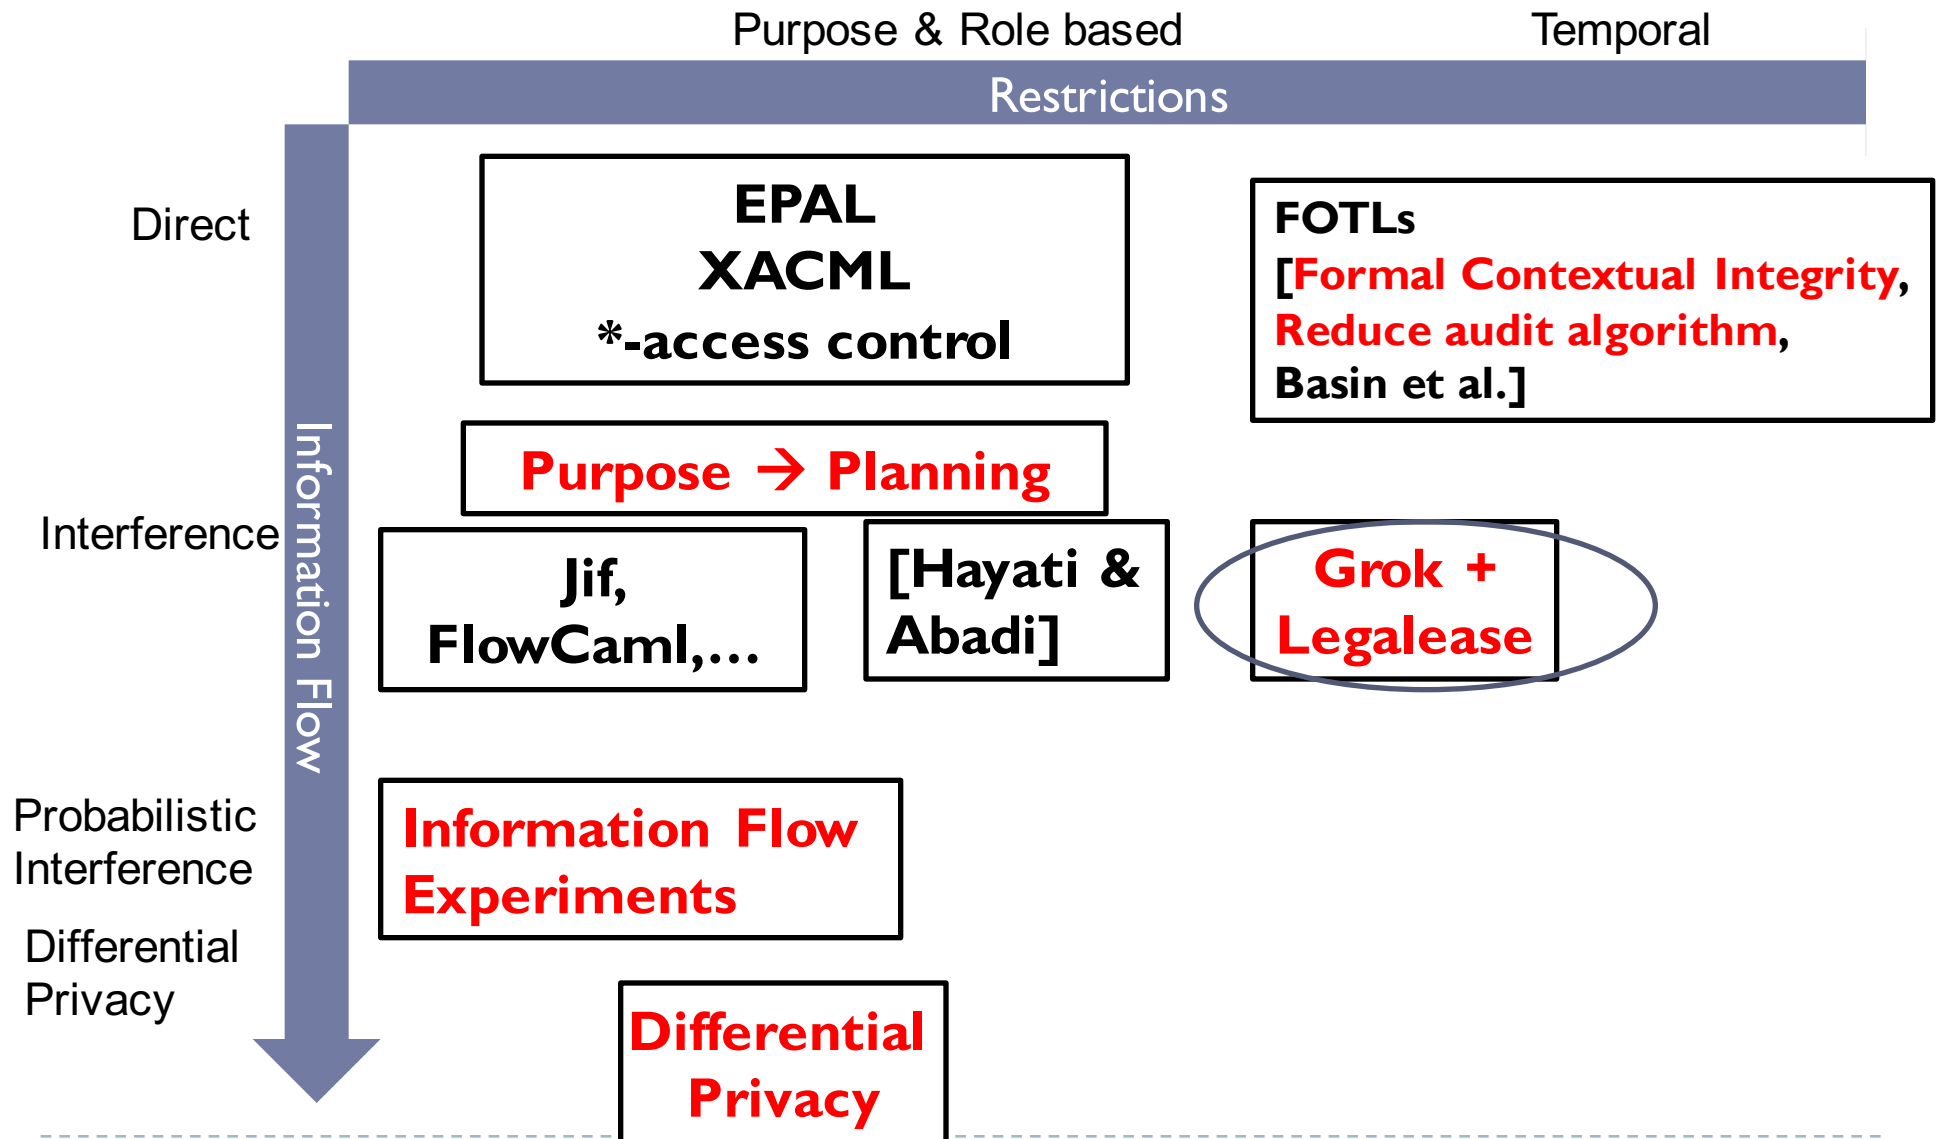 Purpose & Role based
Temporal
Restrictions
Information Flow
Direct
EPAL
XACML
*-access control
FOTLs
[Formal Contextual Integrity,
Reduce audit algorithm,
Basin et al.]
Purpose → Planning
Interference
Jif,
FlowCaml,...
[Hayati &
Abadi]
Grok +
Legalease
Probabilistic
Interference
Information Flow
Experiments
Differential
Privacy
Differential
Privacy